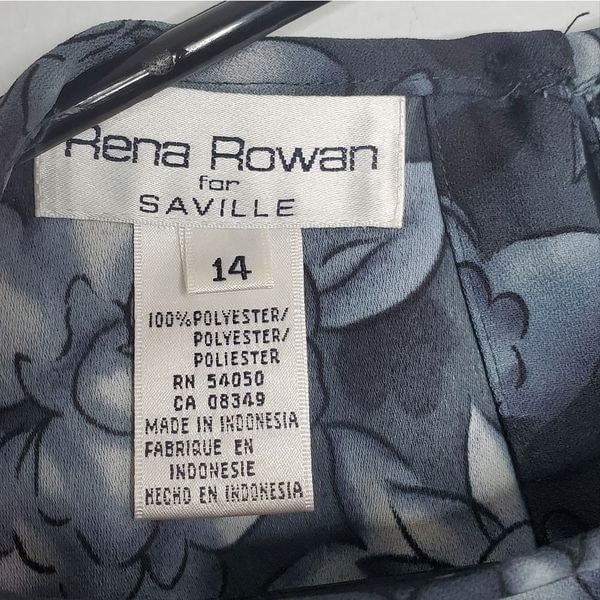 Rena Rowan
for
SAVILLE
14
100%POLYESTER/
POLYESTER/
POLIESTER
RN 54050
CA 08349
MADE IN INDONESIA
FABRIQUE EN
INDONESIE
HECHO EN INDONESIA